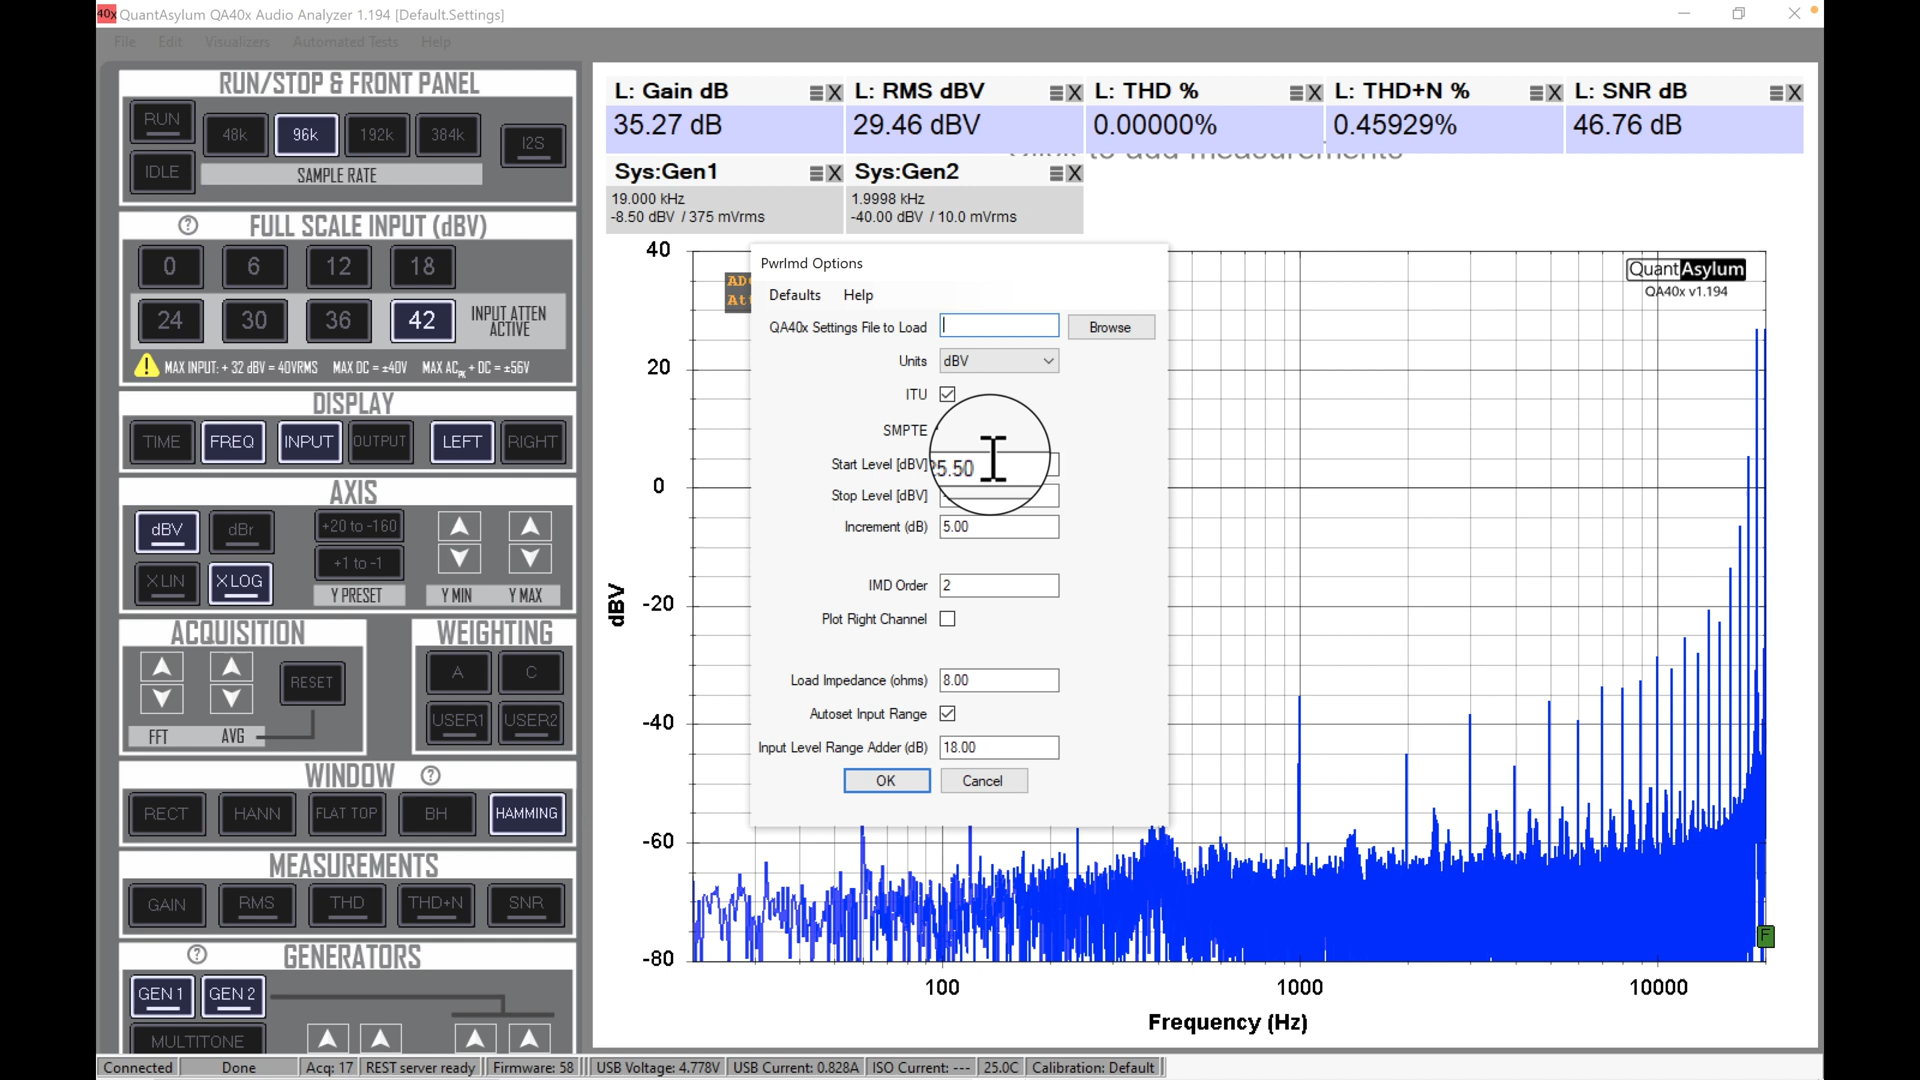 40x QuantAsylum QA40x Audio Analyzer 1.194 [Default.Settings]
File Edit Visualizers Automated Tests Help
RUN/STOP & FRONT PANEL
RUN
48k 96k 192k 384k
I2S
IDLE
SAMPLE RATE
FULL SCALE INPUT (dBV)
0 6 12 18
24 30 36 42
INPUT ATTEN
ACTIVE
MAX INPUT: + 32 dBV = 40VRMS MAX DC = ±40V MAX ACPK + DC = ±56V
DISPLAY
TIME FREQ INPUT OUTPUT LEFT RIGHT
AXIS
dBV dBr +20 to -160
XLIN XLOG +1 to -1
Y PRESET Y MIN Y MAX
ACQUISITION
RESET
FFT AVG
WEIGHTING
A C
USER1 USER2
WINDOW
RECT HANN FLAT TOP BH HAMMING
MEASUREMENTS
GAIN RMS THD THD+N SNR
GENERATORS
GEN 1 GEN 2
MULTITONE
L: Gain dB X L: RMS dBV X L: THD % X L: THD+N % X L: SNR dB X
35.27 dB 29.46 dBV 0.00000% 0.45929% 46.76 dB
Click to add measurements
Sys:Gen1 X Sys:Gen2 X
19.000 kHz
-8.50 dBV / 375 mVrms
1.9998 kHz
-40.00 dBV / 10.0 mVrms
QuantAsylum
QA40x v1.194
40
20
0
-20
-40
-60
-80
dBV
100 1000 10000
Frequency (Hz)
F
PwrImd Options
Defaults Help
QA40x Settings File to Load Browse
Units dBV
ITU
SMPTE
Start Level [dBV] 5.50
Stop Level [dBV]
Increment (dB) 5.00
IMD Order 2
Plot Right Channel
Load Impedance (ohms) 8.00
Autoset Input Range
Input Level Range Adder (dB) 18.00
OK Cancel
Connected Done Acq: 17 REST server ready Firmware: 58 USB Voltage: 4.778V USB Current: 0.828A ISO Current: --- 25.0C Calibration: Default